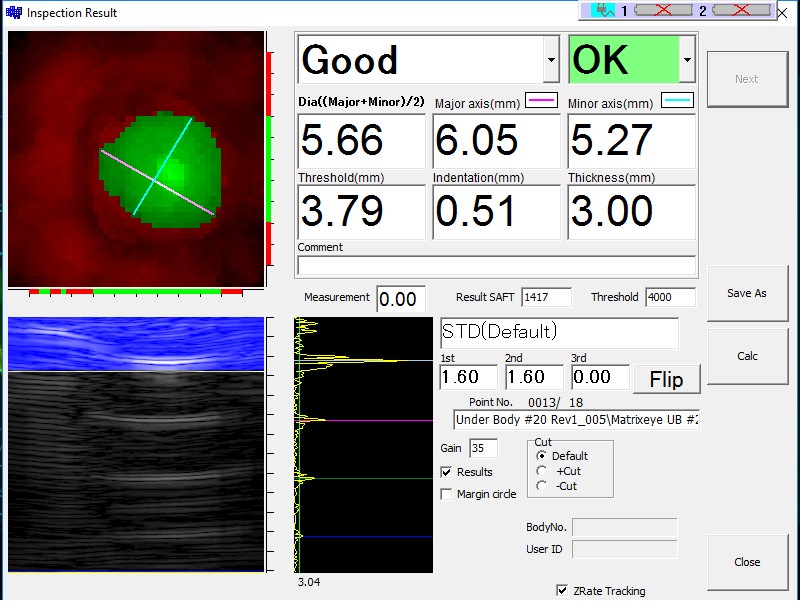 Inspection Result
1 2
Good OK
Next
Dia((Major+Minor)/2) Major axis(mm) Minor axis(mm)
5.66 6.05 5.27
Threshold(mm) Indentation(mm) Thickness(mm)
3.79 0.51 3.00
Comment
Measurement 0.00 Result SAFT 1417 Threshold 4000
Save As
STD(Default)
1st 2nd 3rd
1.60 1.60 0.00 Flip
Calc
Point No. 0013/ 18
Under Body #20 Rev1_005\Matrixeye UB #2
Gain 35
Cut
Default
+Cut
-Cut
Results
Margin circle
BodyNo.
User ID
Close
3.04
ZRate Tracking